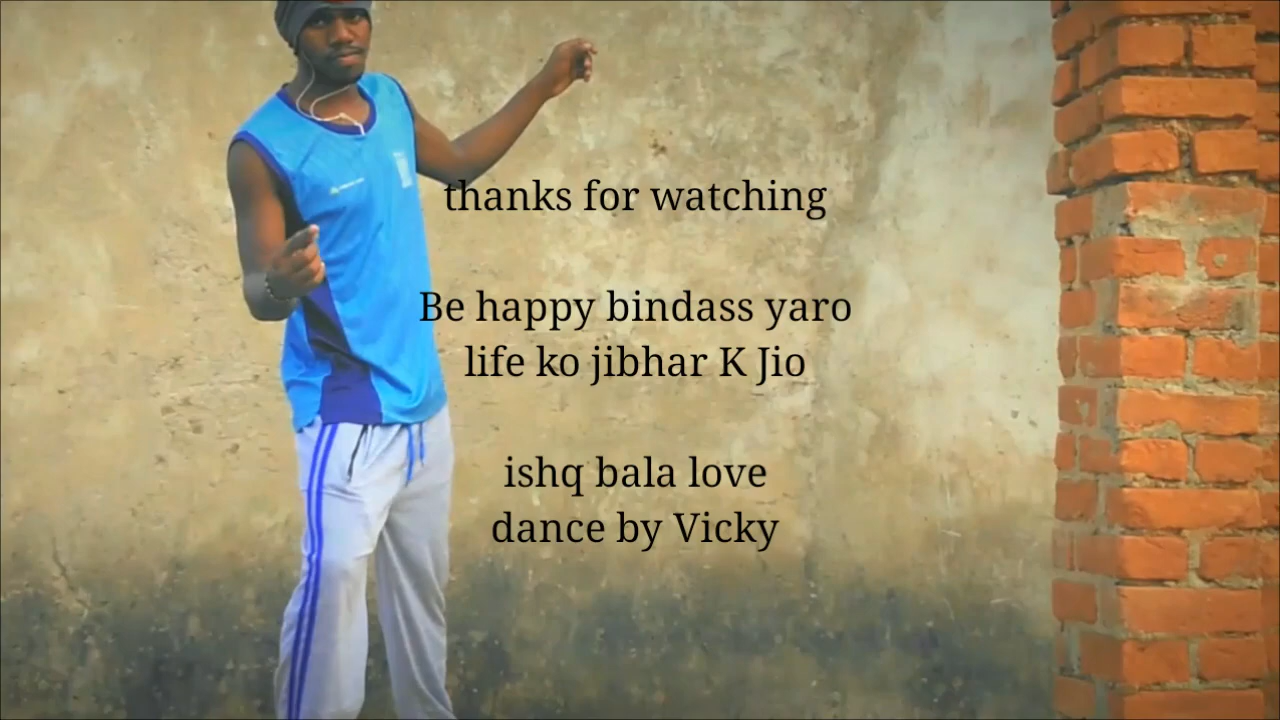 thanks for watching
Be happy bindass yaro
life ko jibhar K Jio
ishq bala love
dance by Vicky